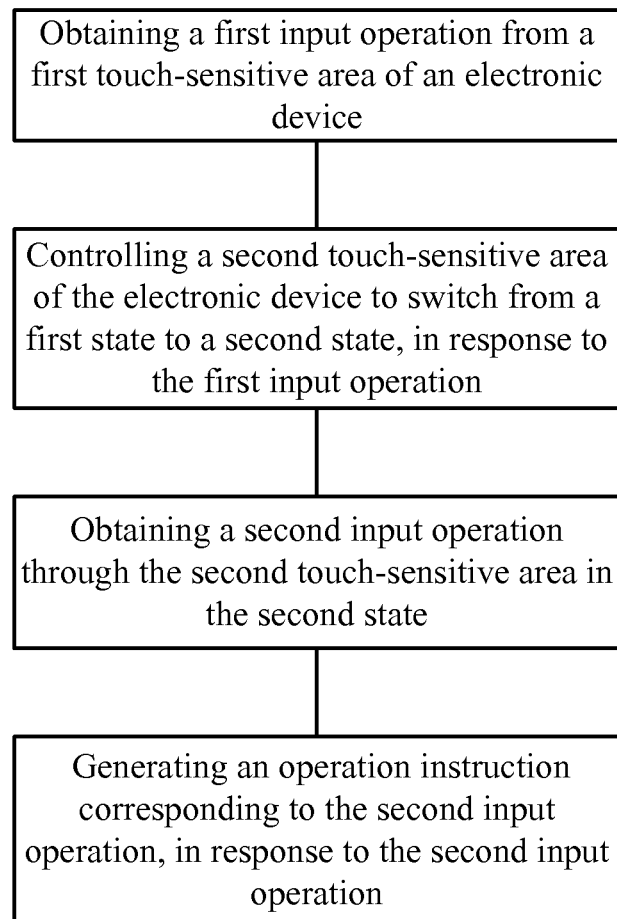 Obtaining a first input operation from a
first touch-sensitive area of an electronic
device
Controlling a second touch-sensitive area
of the electronic device to switch from a
first state to a second state, in response to
the first input operation
Obtaining a second input operation
through the second touch-sensitive area in
the second state
Generating an operation instruction
corresponding to the second input
operation, in response to the second input
operation